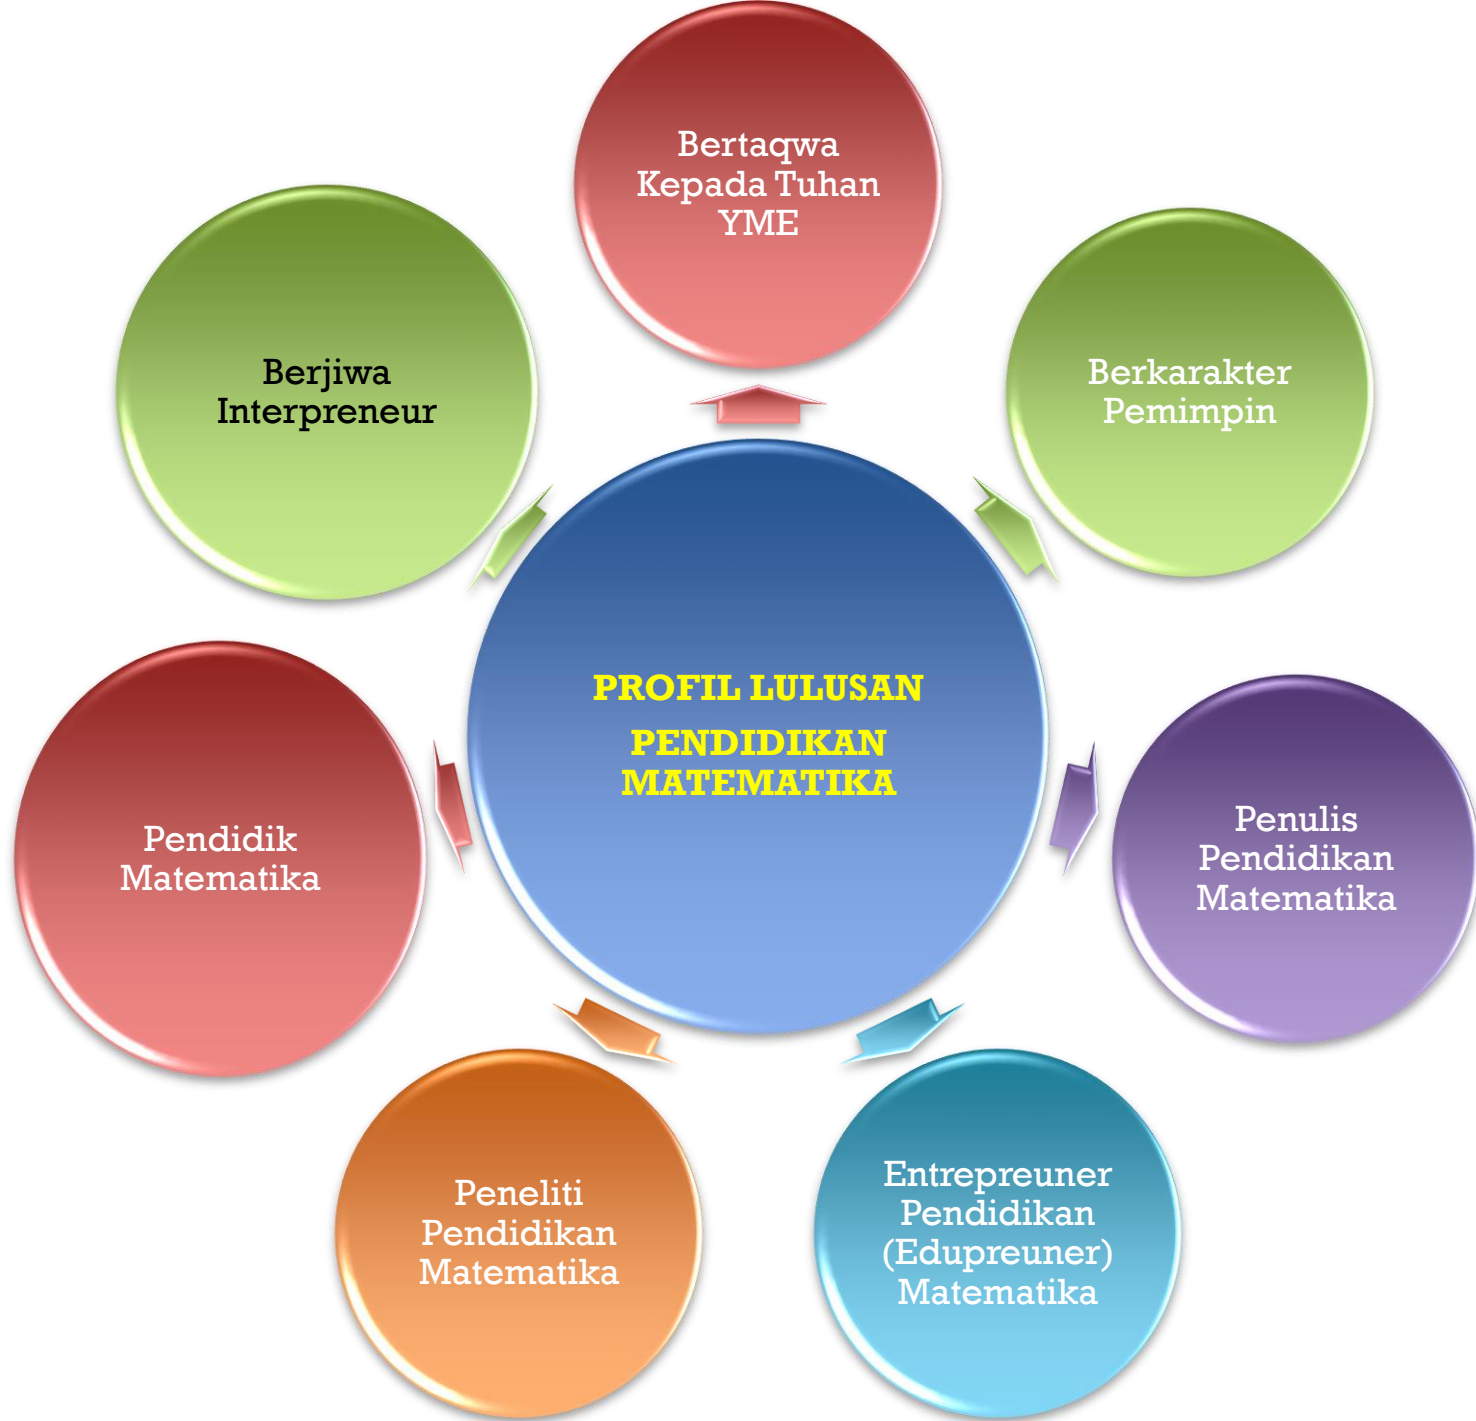 Bertaqwa
Kepada Tuhan
YME
Berjiwa
Interpreneur
Berkarakter
Pemimpin
PROFIL LULUSAN
PENDIDIKAN
MATEMATIKA
Pendidik
Matematika
Penulis
Pendidikan
Matematika
Peneliti
Pendidikan
Matematika
Entrepreuner
Pendidikan
(Edupreuner)
Matematika